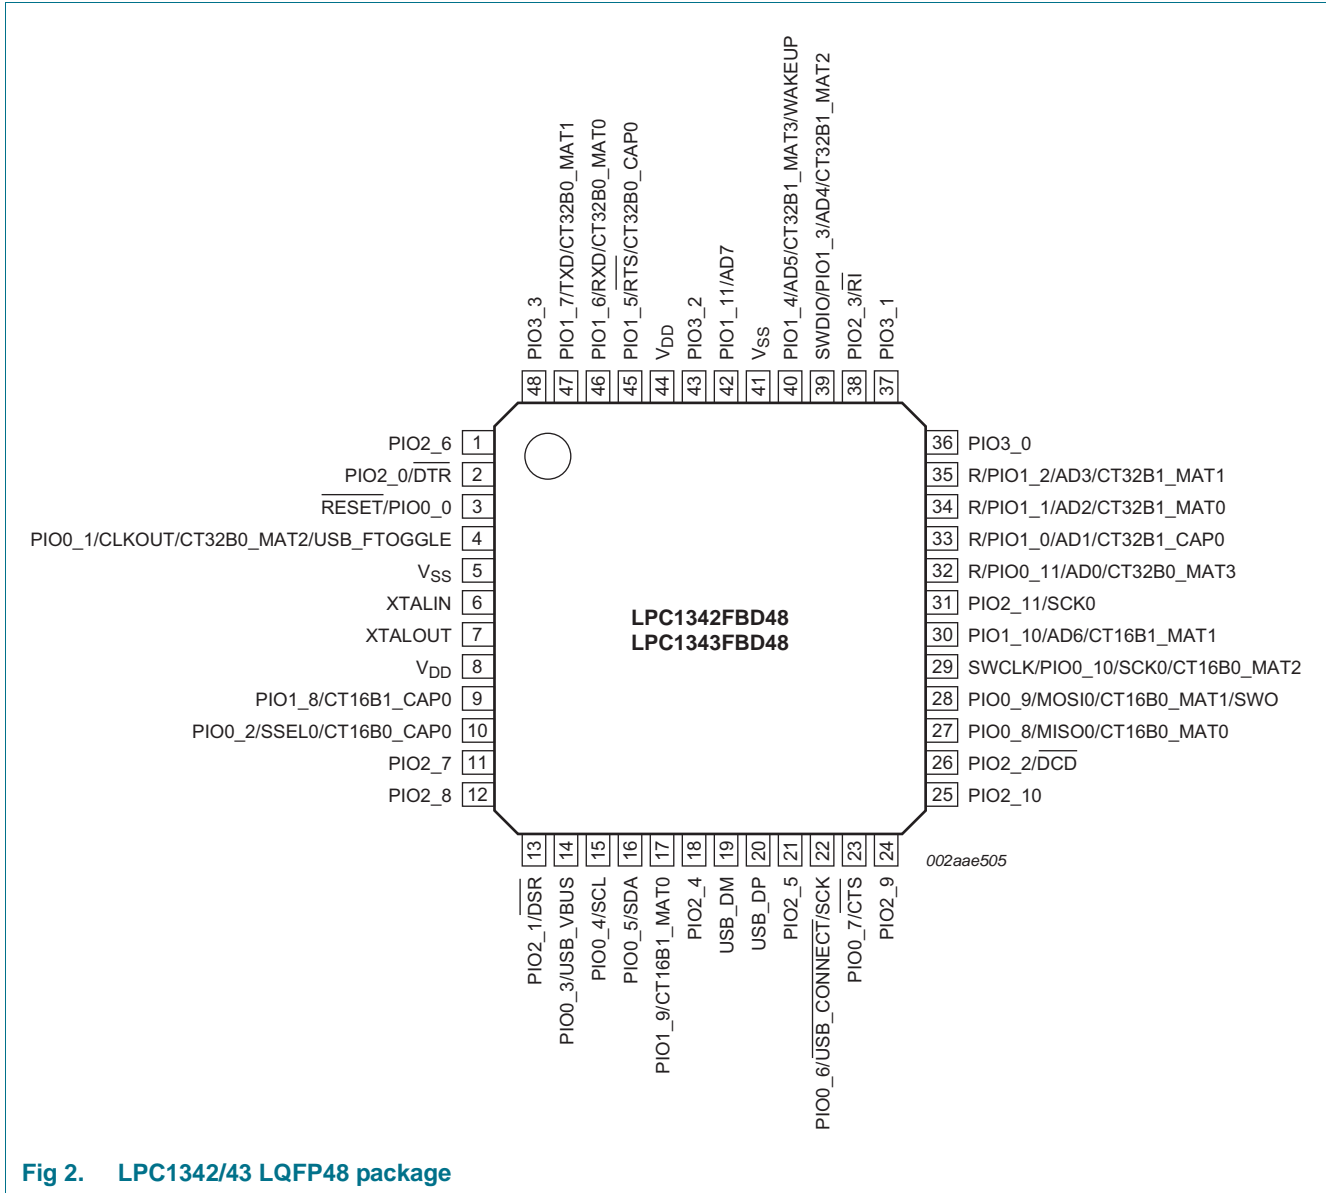 PIO3_3
PIO1_7/TXD/CT32B0_MAT1
PIO1_6/RXD/CT32B0_MAT0
PIO1_5/RTS/CT32B0_CAP0
VDD
PIO3_2
PIO1_11/AD7
VSS
PIO1_4/AD5/CT32B1_MAT3/WAKEUP
SWDIO/PIO1_3/AD4/CT32B1_MAT2
PIO2_3/RI
PIO3_1
48 47 46 45 44 43 42 41 40 39 38 37
PIO2_6 1
PIO2_0/DTR 2
RESET/PIO0_0 3
PIO0_1/CLKOUT/CT32B0_MAT2/USB_FTOGGLE 4
VSS 5
XTALIN 6
XTALOUT 7
VDD 8
PIO1_8/CT16B1_CAP0 9
PIO0_2/SSEL0/CT16B0_CAP0 10
PIO2_7 11
PIO2_8 12
LPC1342FBD48
LPC1343FBD48
36 PIO3_0
35 R/PIO1_2/AD3/CT32B1_MAT1
34 R/PIO1_1/AD2/CT32B1_MAT0
33 R/PIO1_0/AD1/CT32B1_CAP0
32 R/PIO0_11/AD0/CT32B0_MAT3
31 PIO2_11/SCK0
30 PIO1_10/AD6/CT16B1_MAT1
29 SWCLK/PIO0_10/SCK0/CT16B0_MAT2
28 PIO0_9/MOSI0/CT16B0_MAT1/SWO
27 PIO0_8/MISO0/CT16B0_MAT0
26 PIO2_2/DCD
25 PIO2_10
13 14 15 16 17 18 19 20 21 22 23 24
PIO2_1/DSR
PIO0_3/USB_VBUS
PIO0_4/SCL
PIO0_5/SDA
PIO1_9/CT16B1_MAT0
PIO2_4
USB_DM
USB_DP
PIO2_5
PIO0_6/USB_CONNECT/SCK
PIO0_7/CTS
PIO2_9
002aae505
Fig 2. LPC1342/43 LQFP48 package